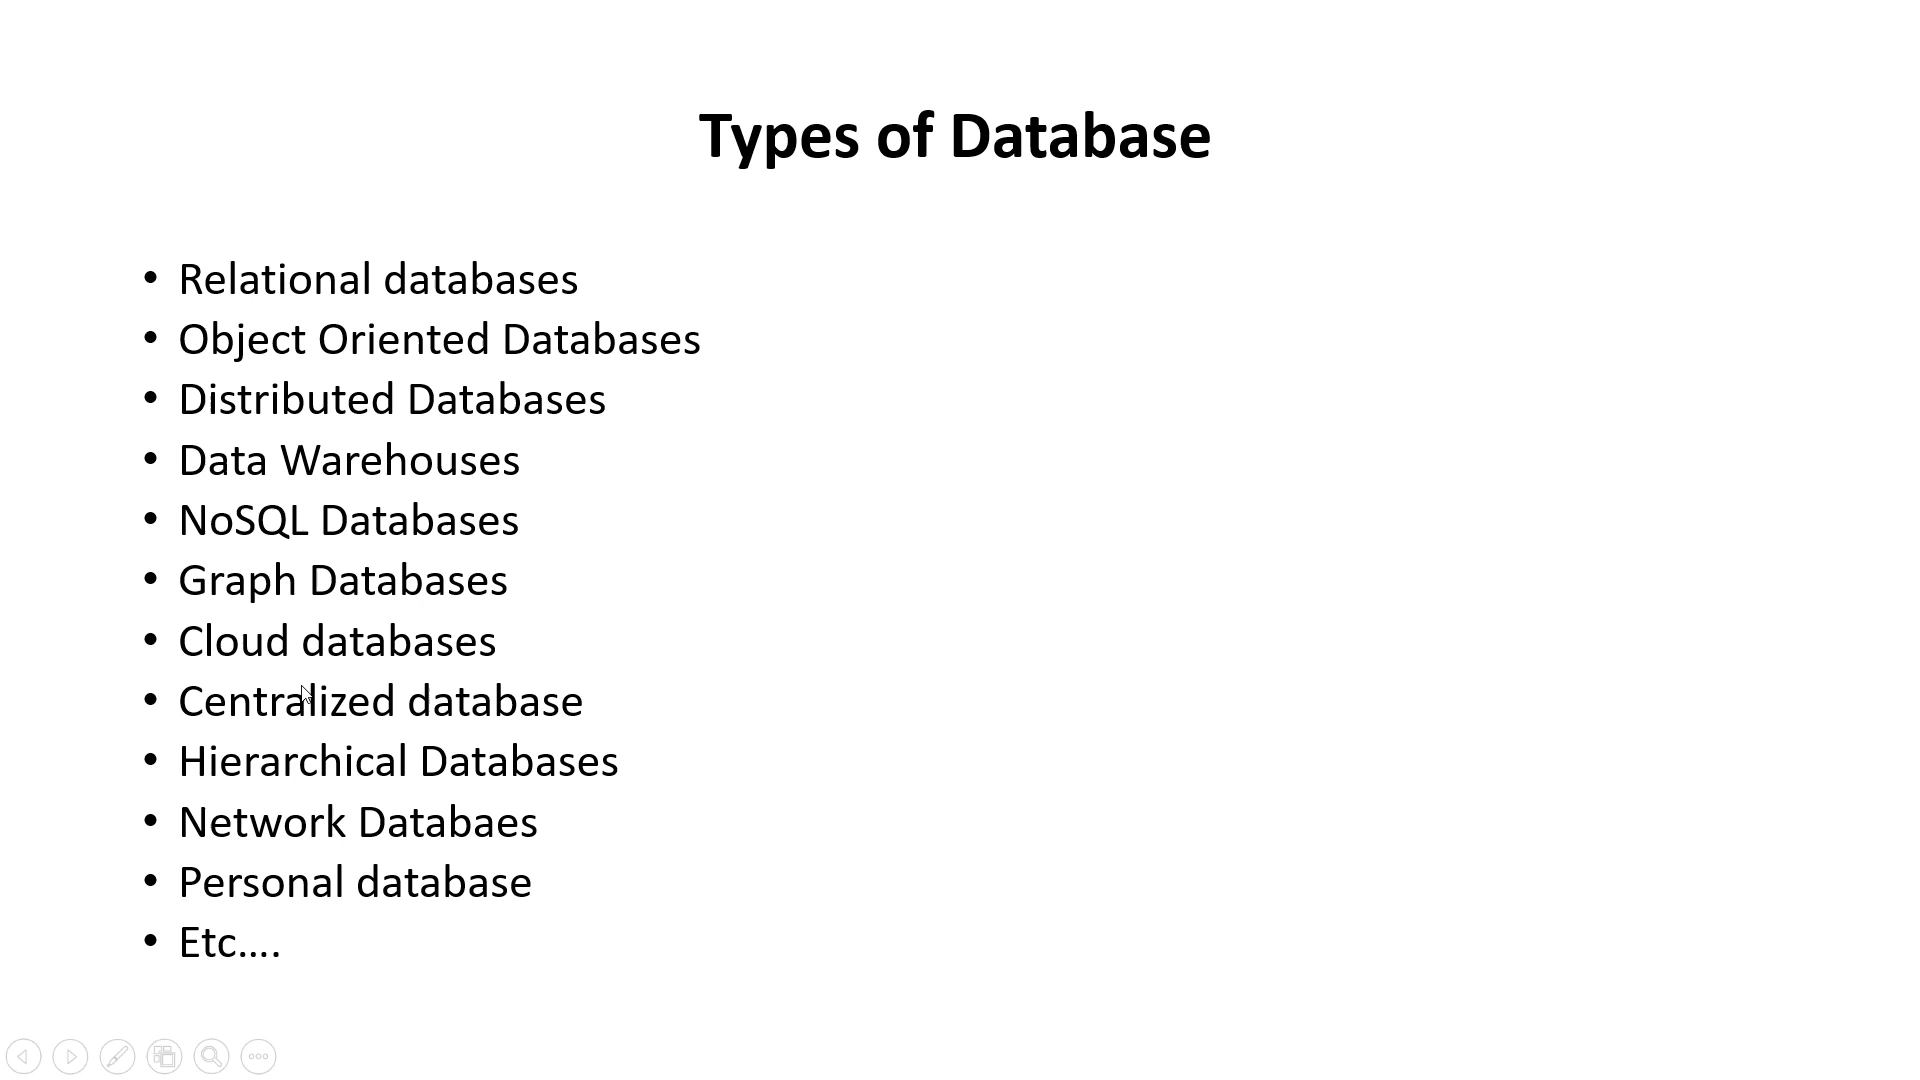 Types of Database
• Relational databases
• Object Oriented Databases
• Distributed Databases
• Data Warehouses
• NoSQL Databases
• Graph Databases
• Cloud databases
• Centralized database
• Hierarchical Databases
• Network Databaes
• Personal database
• Etc....